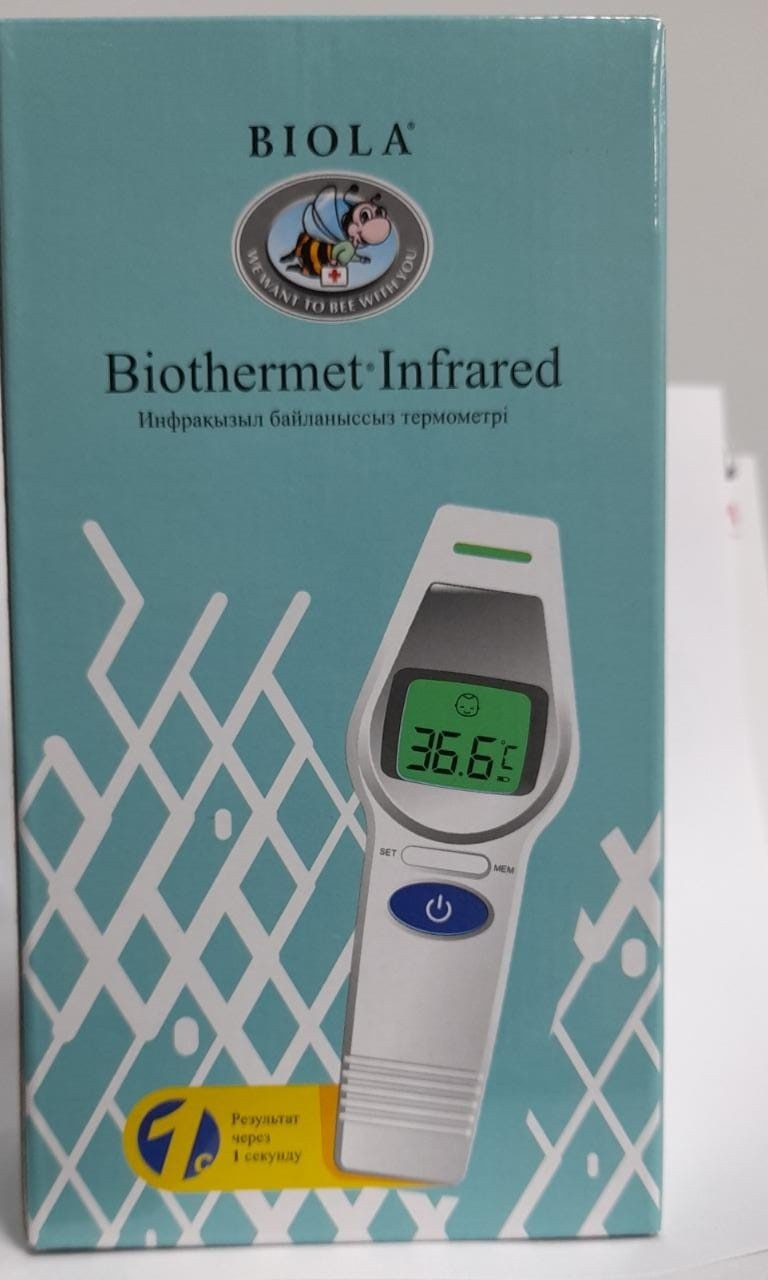 BIOLA®
WE WANT TO BEE WITH YOU
Biothermet® Infrared
Инфрақызыл байланыссыз термометрі
36.6°C
SET
MEM
1с
Результат
через
1 секунду